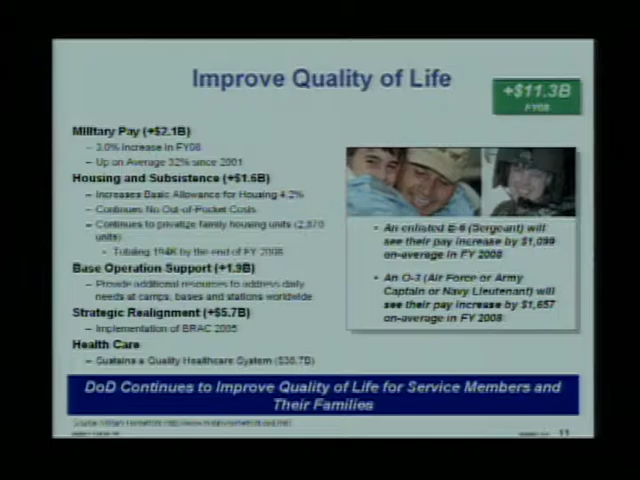 Improve Quality of Life
+$11.3B
FY08
Military Pay (+$2.1B)
– 3.0% Increase in FY08
– Up on Average 32% since 2001
Housing and Subsistence (+$1.6B)
– Increases Basic Allowance for Housing 4.2%
– Continues No Out-of-Pocket Costs
– Continues to privatize family housing units (2,870
units)
• Totaling 194K by the end of FY 2008
Base Operation Support (+1.9B)
– Provide additional resources to address daily
needs at camps, bases and stations worldwide
Strategic Realignment (+$5.7B)
– Implementation of BRAC 2005
Health Care
– Sustains a Quality Healthcare System ($38.7B)
• An enlisted E-6 (Sergeant) will
see their pay increase by $1,099
on-average in FY 2008
• An O-3 (Air Force or Army
Captain or Navy Lieutenant) will
see their pay increase by $1,657
on-average in FY 2008
DoD Continues to Improve Quality of Life for Service Members and
Their Families
11